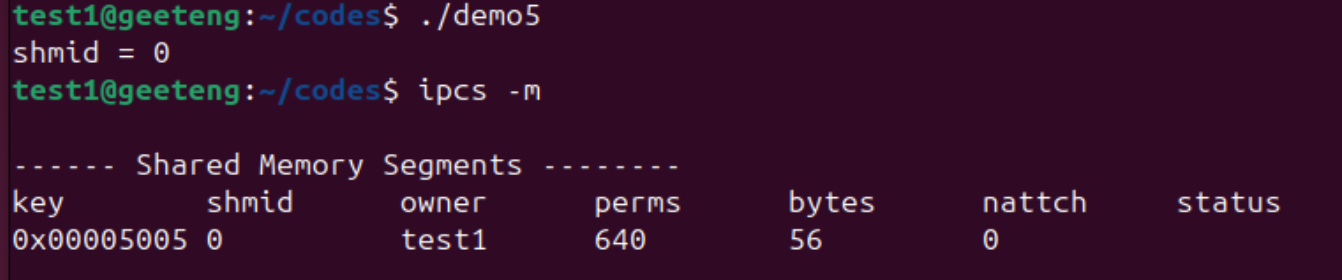 test1@geeteng:~/codes$ ./demo5
shmid = 0
test1@geeteng:~/codes$ ipcs -m
------ Shared Memory Segments --------
key shmid owner perms bytes nattch status
0x00005005 0 test1 640 56 0